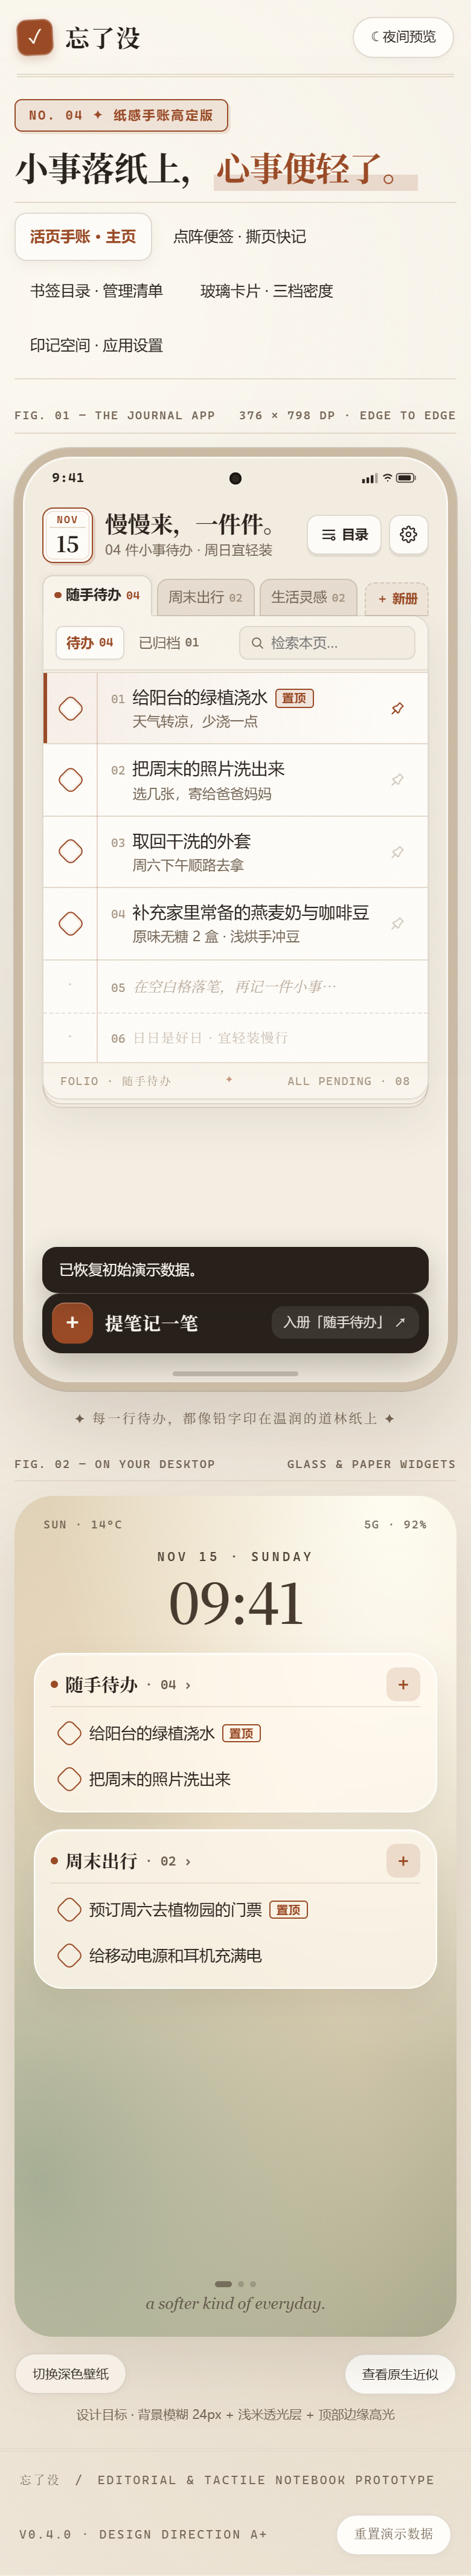 ✓ 忘了没
☾ 夜间预览
NO. 04 ✦ 纸感手账高定版
小事落纸上，心事便轻了。
活页手账 · 主页
点阵便签 · 撕页快记
书签目录 · 管理清单
玻璃卡片 · 三档密度
印记空间 · 应用设置
FIG. 01 — THE JOURNAL APP
376 × 798 DP · EDGE TO EDGE
9:41
NOV
15
慢慢来，一件件。
04 件小事待办 · 周日宜轻装
目录
随手待办 04
周末出行 02
生活灵感 02
+ 新册
待办 04
已归档 01
检索本页...
01 给阳台的绿植浇水 置顶
天气转凉，少浇一点
02 把周末的照片洗出来
选几张，寄给爸爸妈妈
03 取回干洗的外套
周六下午顺路去拿
04 补充家里常备的燕麦奶与咖啡豆
原味无糖 2 盒 · 浅烘手冲豆
05 在空白格落笔，再记一件小事…
06 日日是好日 · 宜轻装慢行
FOLIO · 随手待办
✦
ALL PENDING · 08
已恢复初始演示数据。
+ 提笔记一笔
入册「随手待办」 ↗
✦ 每一行待办，都像铅字印在温润的道林纸上 ✦
FIG. 02 — ON YOUR DESKTOP
GLASS & PAPER WIDGETS
SUN · 14°C
5G · 92%
NOV 15 · SUNDAY
09:41
随手待办 · 04 ›
+
给阳台的绿植浇水 置顶
把周末的照片洗出来
周末出行 · 02 ›
+
预订周六去植物园的门票 置顶
给移动电源和耳机充满电
a softer kind of everyday.
切换深色壁纸
查看原生近似
设计目标 · 背景模糊 24px + 浅米透光层 + 顶部边缘高光
忘了没 / EDITORIAL & TACTILE NOTEBOOK PROTOTYPE
V0.4.0 · DESIGN DIRECTION A+
重置演示数据